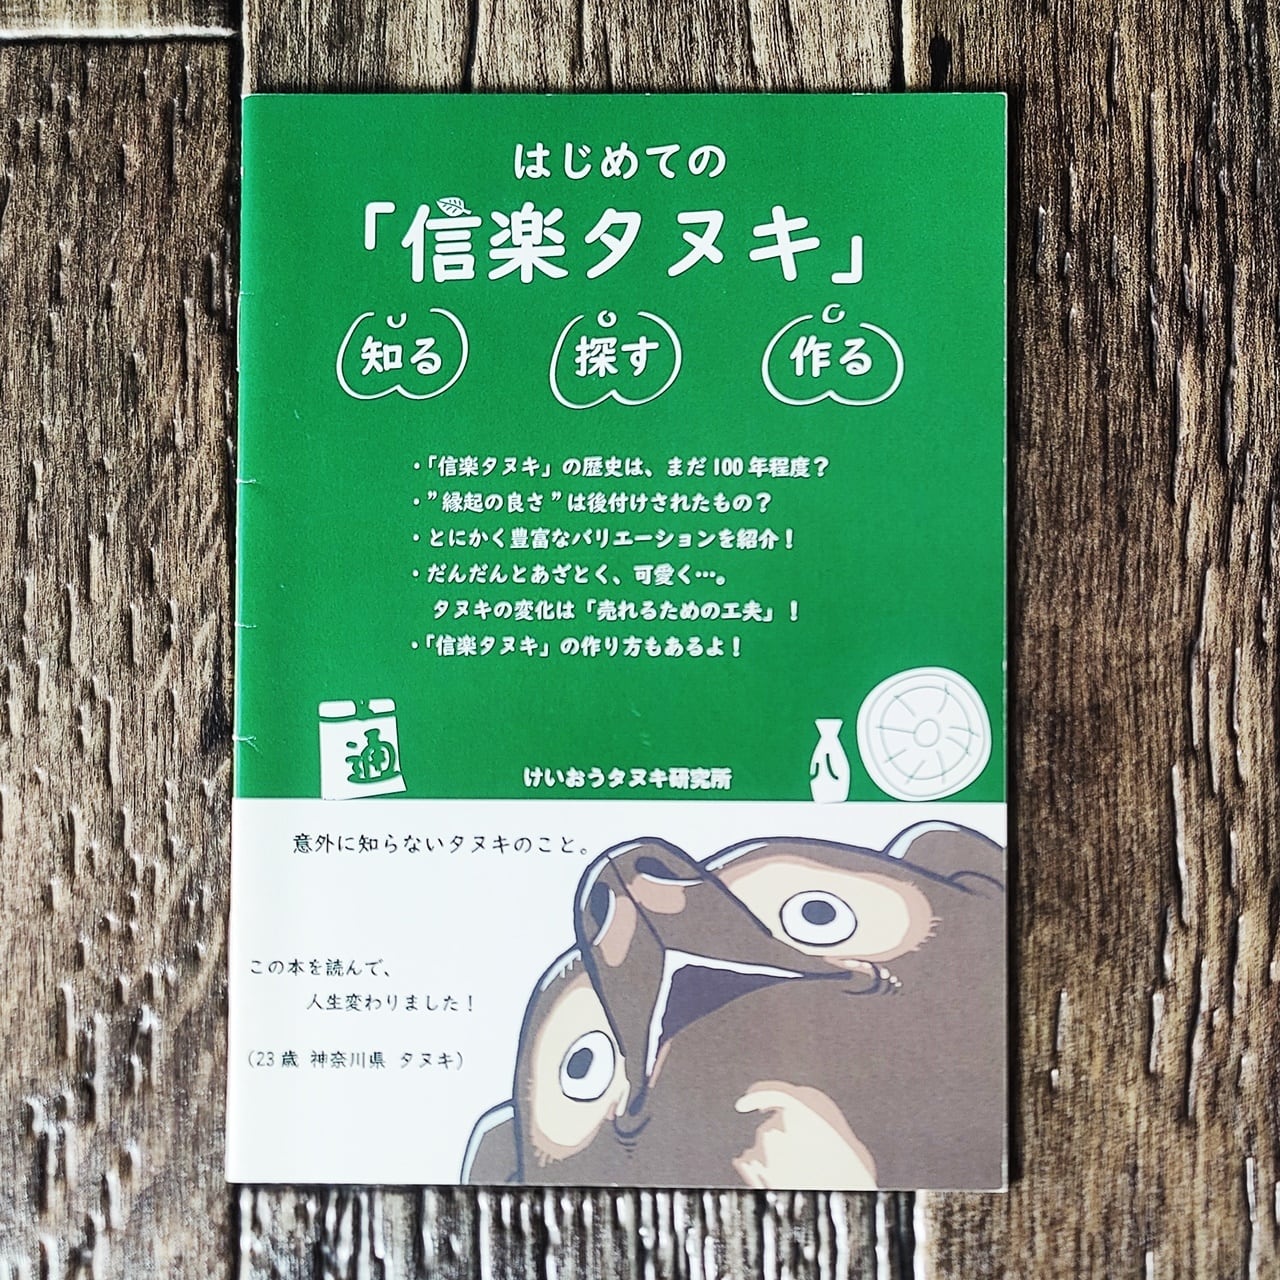 はじめての
「信楽タヌキ」
知る 探す 作る
・「信楽タヌキ」の歴史は、まだ100年程度？
・”縁起の良さ”は後付けされたもの？
・とにかく豊富なバリエーションを紹介！
・だんだんとあざとく、可愛く…。
タヌキの変化は「売れるための工夫」！
・「信楽タヌキ」の作り方もあるよ！
通
八
けいおうタヌキ研究所
意外に知らないタヌキのこと。
この本を読んで、
人生変わりました！
（23歳 神奈川県 タヌキ）